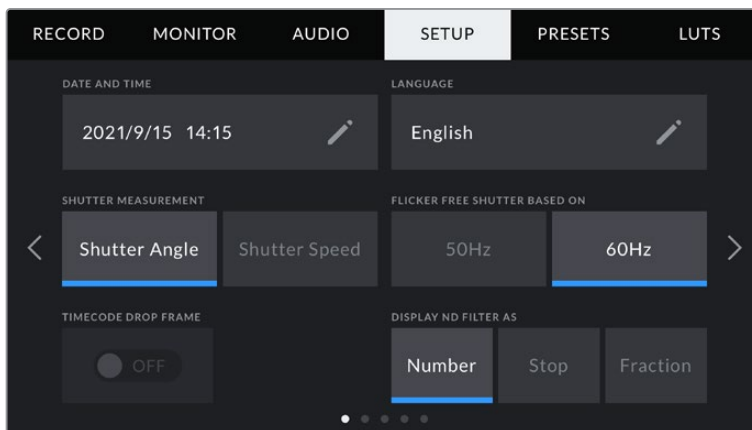 RECORD MONITOR AUDIO SETUP PRESETS LUTS
DATE AND TIME LANGUAGE
2021/9/15 14:15 English
SHUTTER MEASUREMENT FLICKER FREE SHUTTER BASED ON
Shutter Angle Shutter Speed 50Hz 60Hz
TIMECODE DROP FRAME DISPLAY ND FILTER AS
OFF Number Stop Fraction